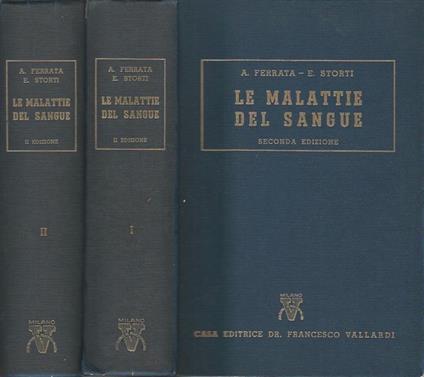 A. FERRATA
E. STORTI
LE MALATTIE
DEL SANGUE
II EDIZIONE
II
MILANO
A. FERRATA
E. STORTI
LE MALATTIE
DEL SANGUE
II EDIZIONE
I
MILANO
A. FERRATA - E. STORTI
LE MALATTIE
DEL SANGUE
SECONDA EDIZIONE
MILANO
CASA EDITRICE DR. FRANCESCO VALLARDI